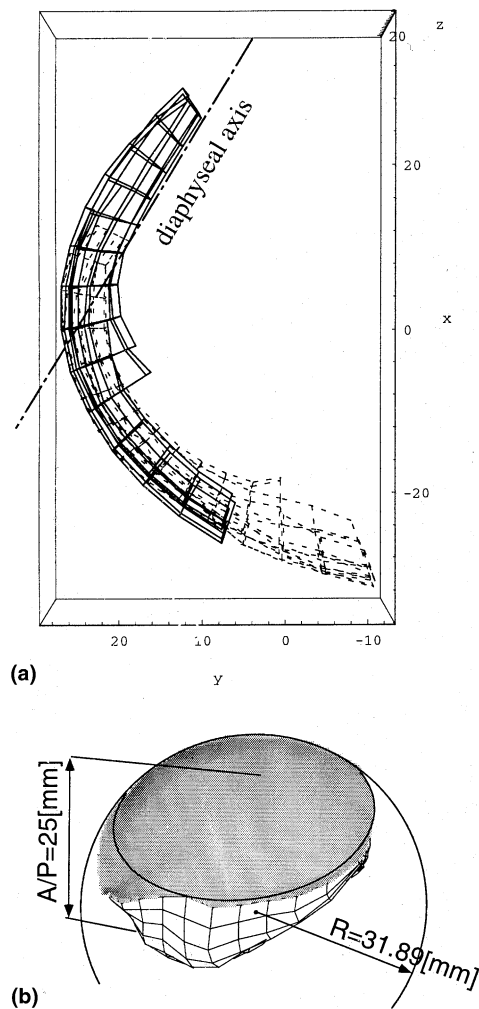 z
20
diaphyseal axis
20
0
x
-20
20
10
0
-10
(a)
y
A/P=25[mm]
R=31.89[mm]
(b)